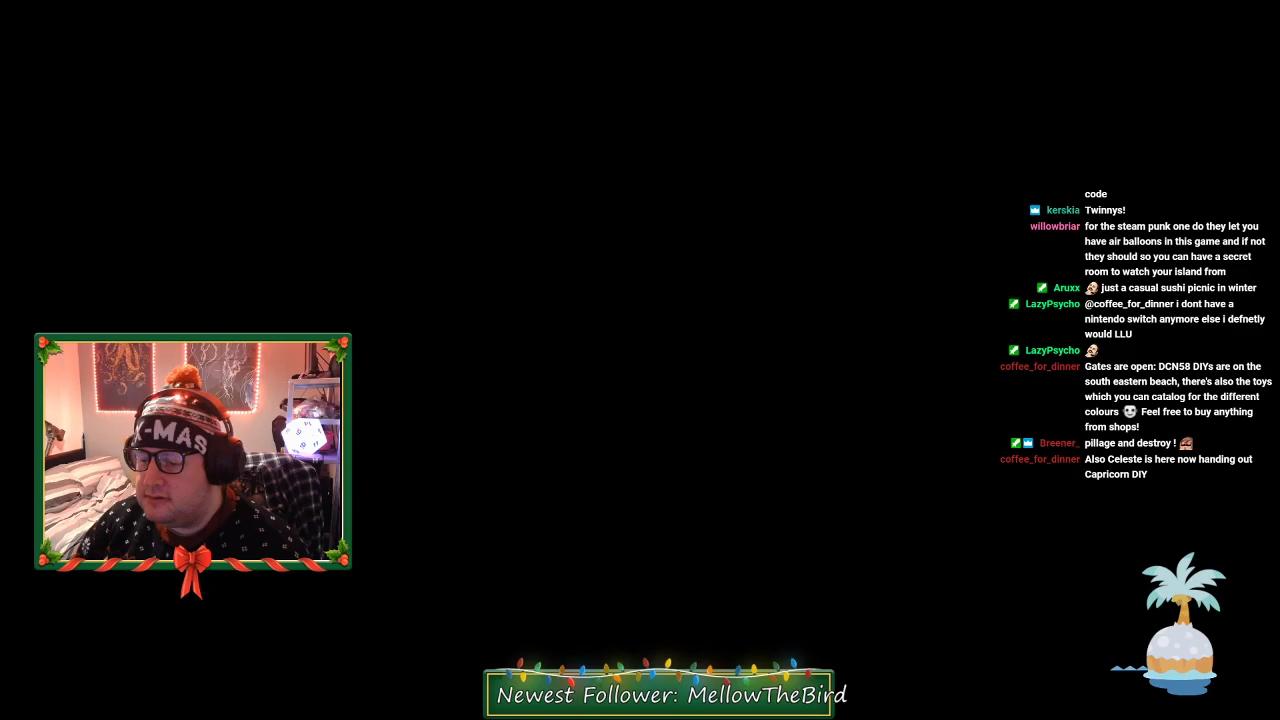 code
kerskia Twinnys!
willowbriar for the steam punk one do they let you
have air balloons in this game and if not
they should so you can have a secret
room to watch your island from
Aruxx just a casual sushi picnic in winter
LazyPsycho @coffee_for_dinner i dont have a
nintendo switch anymore else i defnetly
would LLU
LazyPsycho
coffee_for_dinner Gates are open: DCN58 DIYs are on the
south eastern beach, there's also the toys
which you can catalog for the different
colours Feel free to buy anything
from shops!
Breener_ pillage and destroy !
coffee_for_dinner Also Celeste is here now handing out
Capricorn DIY
X-MAS
Newest Follower: MellowTheBird